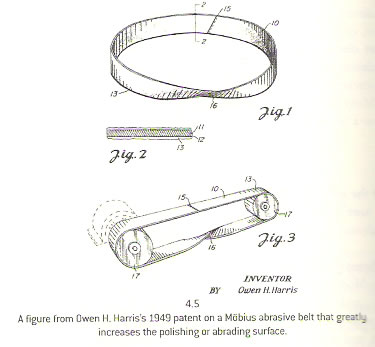 2
15
10
2
13
16
Fig. 1
11
12
13
Fig. 2
13
10
15
17
16
Fig. 3
17
INVENTOR
BY Owen H. Harris
4.5
A figure from Owen H. Harris's 1949 patent on a Möbius abrasive belt that greatly
increases the polishing or abrading surface.